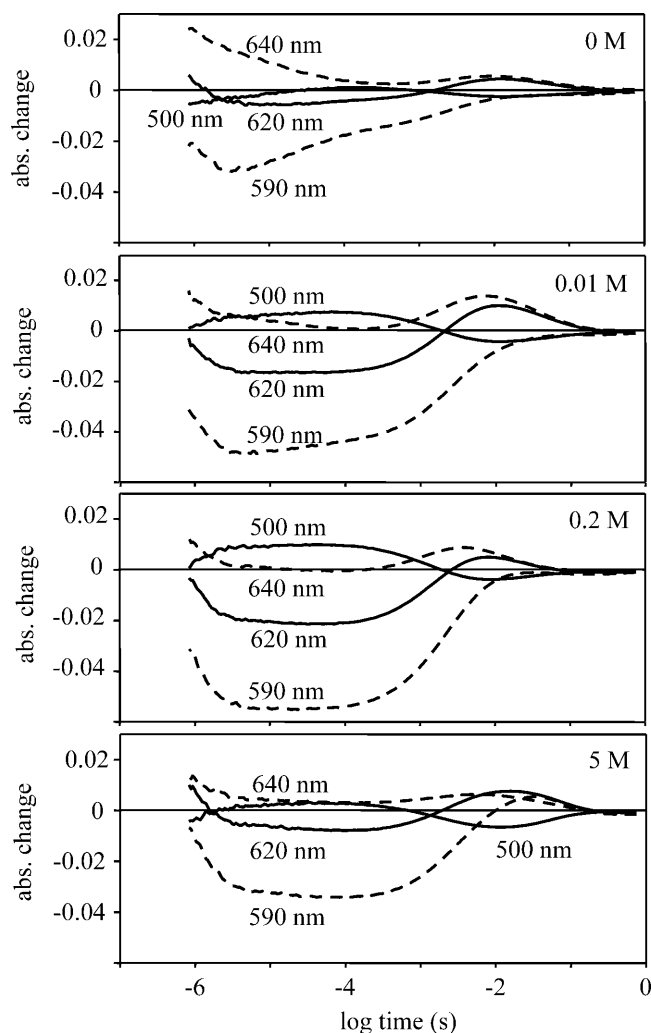 0.02
0
-0.02
-0.04
abs. change
640 nm
500 nm
620 nm
590 nm
0 M
0.02
0
-0.02
-0.04
abs. change
500 nm
640 nm
620 nm
590 nm
0.01 M
0.02
0
-0.02
-0.04
abs. change
500 nm
640 nm
620 nm
590 nm
0.2 M
0.02
0
-0.02
-0.04
abs. change
640 nm
620 nm
500 nm
590 nm
5 M
-6 -4 -2 0
log time (s)